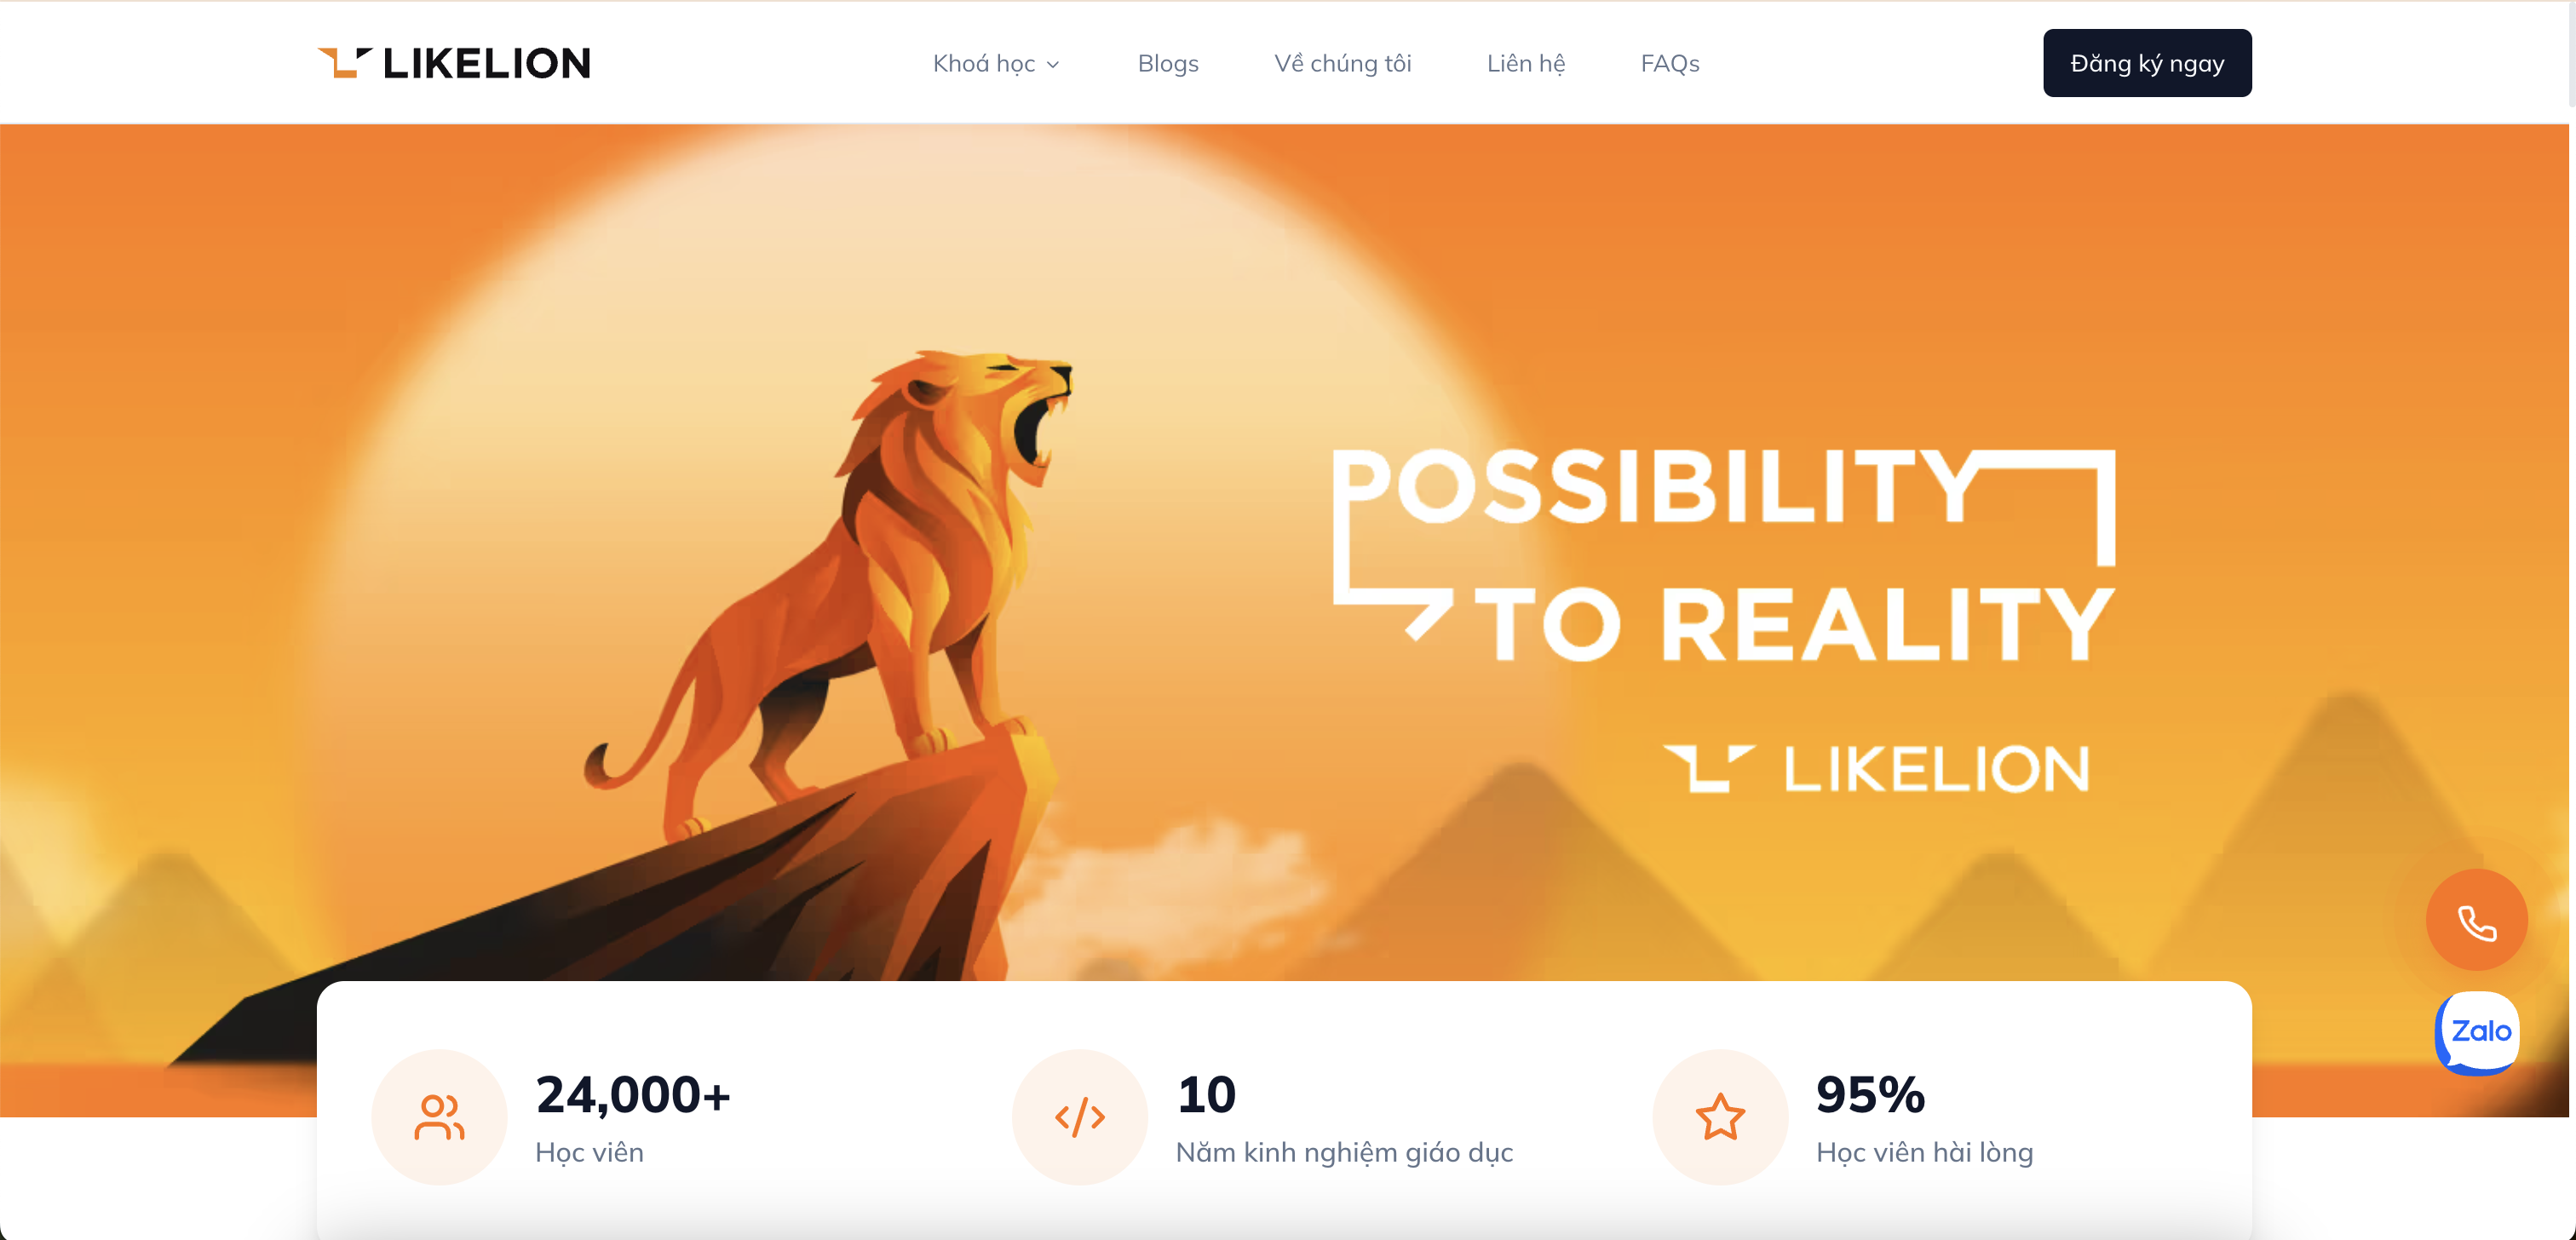 LIKELION
Khoá học
Blogs
Về chúng tôi
Liên hệ
FAQs
Đăng ký ngay
POSSIBILITY
TO REALITY
LIKELION
Zalo
24,000+
Học viên
10
Năm kinh nghiệm giáo dục
95%
Học viên hài lòng